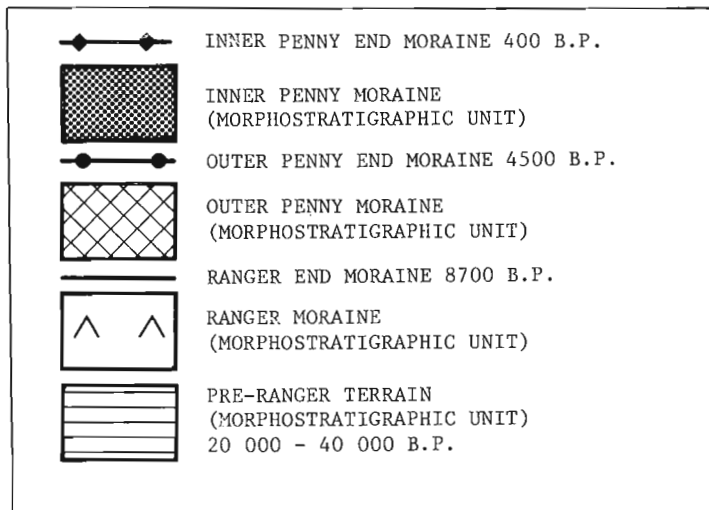 INNER PENNY END MORAINE 400 B.P.
INNER PENNY MORAINE
(MORPHOSTRATIGRAPHIC UNIT)
OUTER PENNY END MORAINE 4500 B.P.
OUTER PENNY MORAINE
(MORPHOSTRATIGRAPHIC UNIT)
RANGER END MORAINE 8700 B.P.
RANGER MORAINE
(MORPHOSTRATIGRAPHIC UNIT)
PRE-RANGER TERRAIN
(MORPHOSTRATIGRAPHIC UNIT)
20 000 - 40 000 B.P.